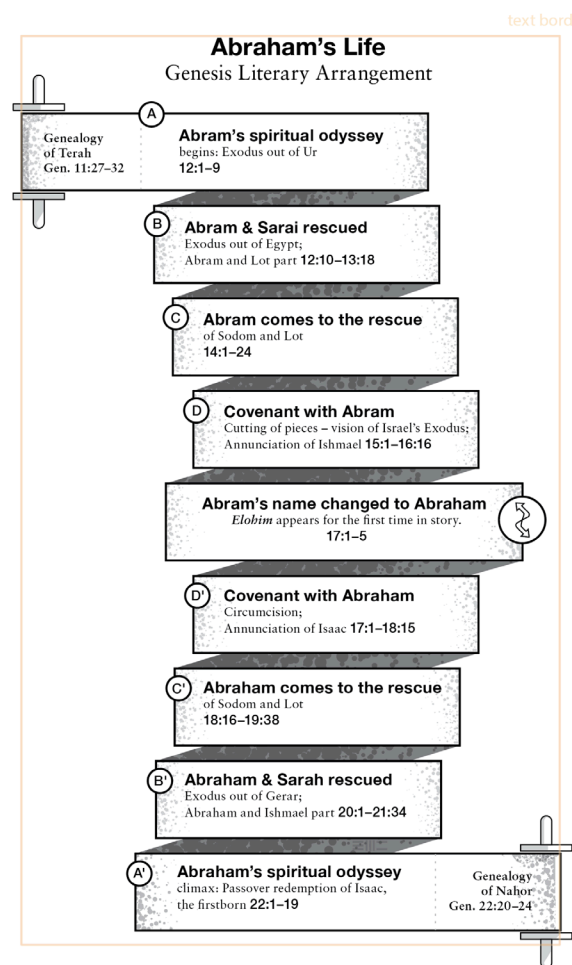 text bord
Abraham's Life
Genesis Literary Arrangement
A
Genealogy
of Terah
Gen. 11:27–32
Abram's spiritual odyssey
begins: Exodus out of Ur
12:1–9
B
Abram & Sarai rescued
Exodus out of Egypt;
Abram and Lot part 12:10–13:18
C
Abram comes to the rescue
of Sodom and Lot
14:1–24
D
Covenant with Abram
Cutting of pieces – vision of Israel's Exodus;
Annunciation of Ishmael 15:1–16:16
Abram's name changed to Abraham
Elohim appears for the first time in story.
17:1–5
D'
Covenant with Abraham
Circumcision;
Annunciation of Isaac 17:1–18:15
C'
Abraham comes to the rescue
of Sodom and Lot
18:16–19:38
B'
Abraham & Sarah rescued
Exodus out of Gerar;
Abraham and Ishmael part 20:1–21:34
A'
Abraham's spiritual odyssey
climax: Passover redemption of Isaac,
the firstborn 22:1–19
Genealogy
of Nahor
Gen. 22:20–24